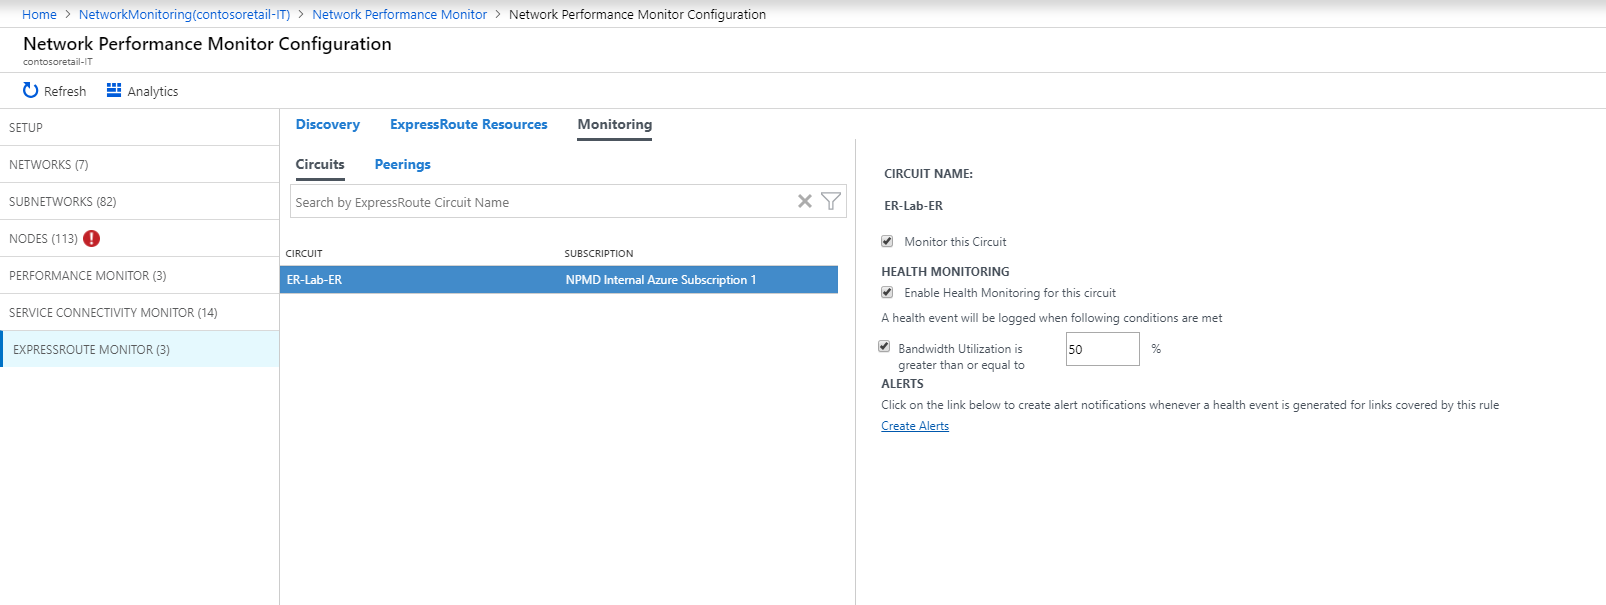 Home > NetworkMonitoring(contosoretail-IT) > Network Performance Monitor > Network Performance Monitor Configuration
Network Performance Monitor Configuration
contosoretail-IT
Refresh Analytics
SETUP
NETWORKS (7)
SUBNETWORKS (82)
NODES (113)
PERFORMANCE MONITOR (3)
SERVICE CONNECTIVITY MONITOR (14)
EXPRESSROUTE MONITOR (3)
Discovery ExpressRoute Resources Monitoring
Circuits Peerings
Search by ExpressRoute Circuit Name
CIRCUIT SUBSCRIPTION
ER-Lab-ER NPMD Internal Azure Subscription 1
CIRCUIT NAME:
ER-Lab-ER
Monitor this Circuit
HEALTH MONITORING
Enable Health Monitoring for this circuit
A health event will be logged when following conditions are met
Bandwidth Utilization is
greater than or equal to
50 %
ALERTS
Click on the link below to create alert notifications whenever a health event is generated for links covered by this rule
Create Alerts